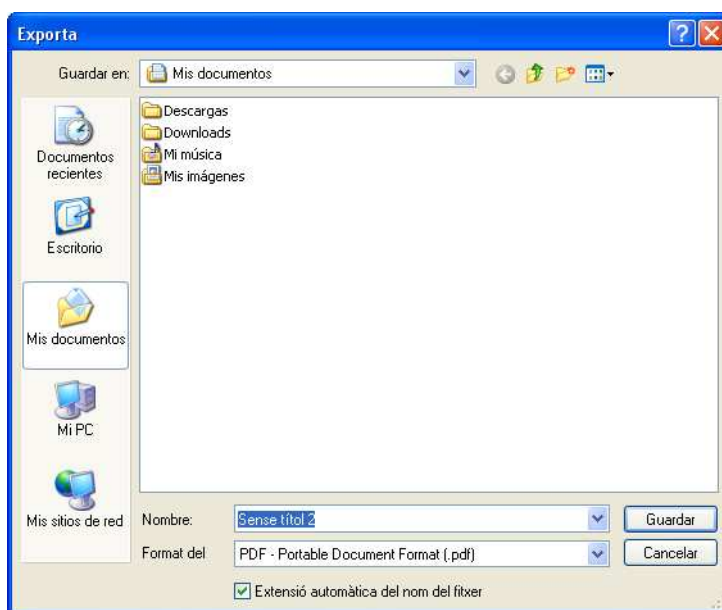 Exporta
Guardar en:
Mis documentos
Descargas
Downloads
Mi música
Mis imágenes
Documentos
recientes
Escritorio
Mis documentos
Mi PC
Mis sitios de red
Nombre:
Sense títol 2
Guardar
Format del
PDF - Portable Document Format (.pdf)
Cancelar
Extensió automàtica del nom del fitxer